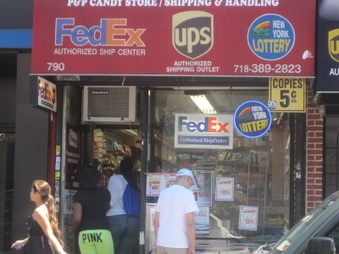 P&P CANDY STORE / SHIPPING & HANDLING
FedEx
AUTHORIZED SHIP CENTER
790
ups
AUTHORIZED
SHIPPING OUTLET
NEW
YORK
LOTTERY
718-389-2823
COPIES
5¢
FedEx
Authorized ShipCenter
NEW
YORK
LOTTERY
PINK